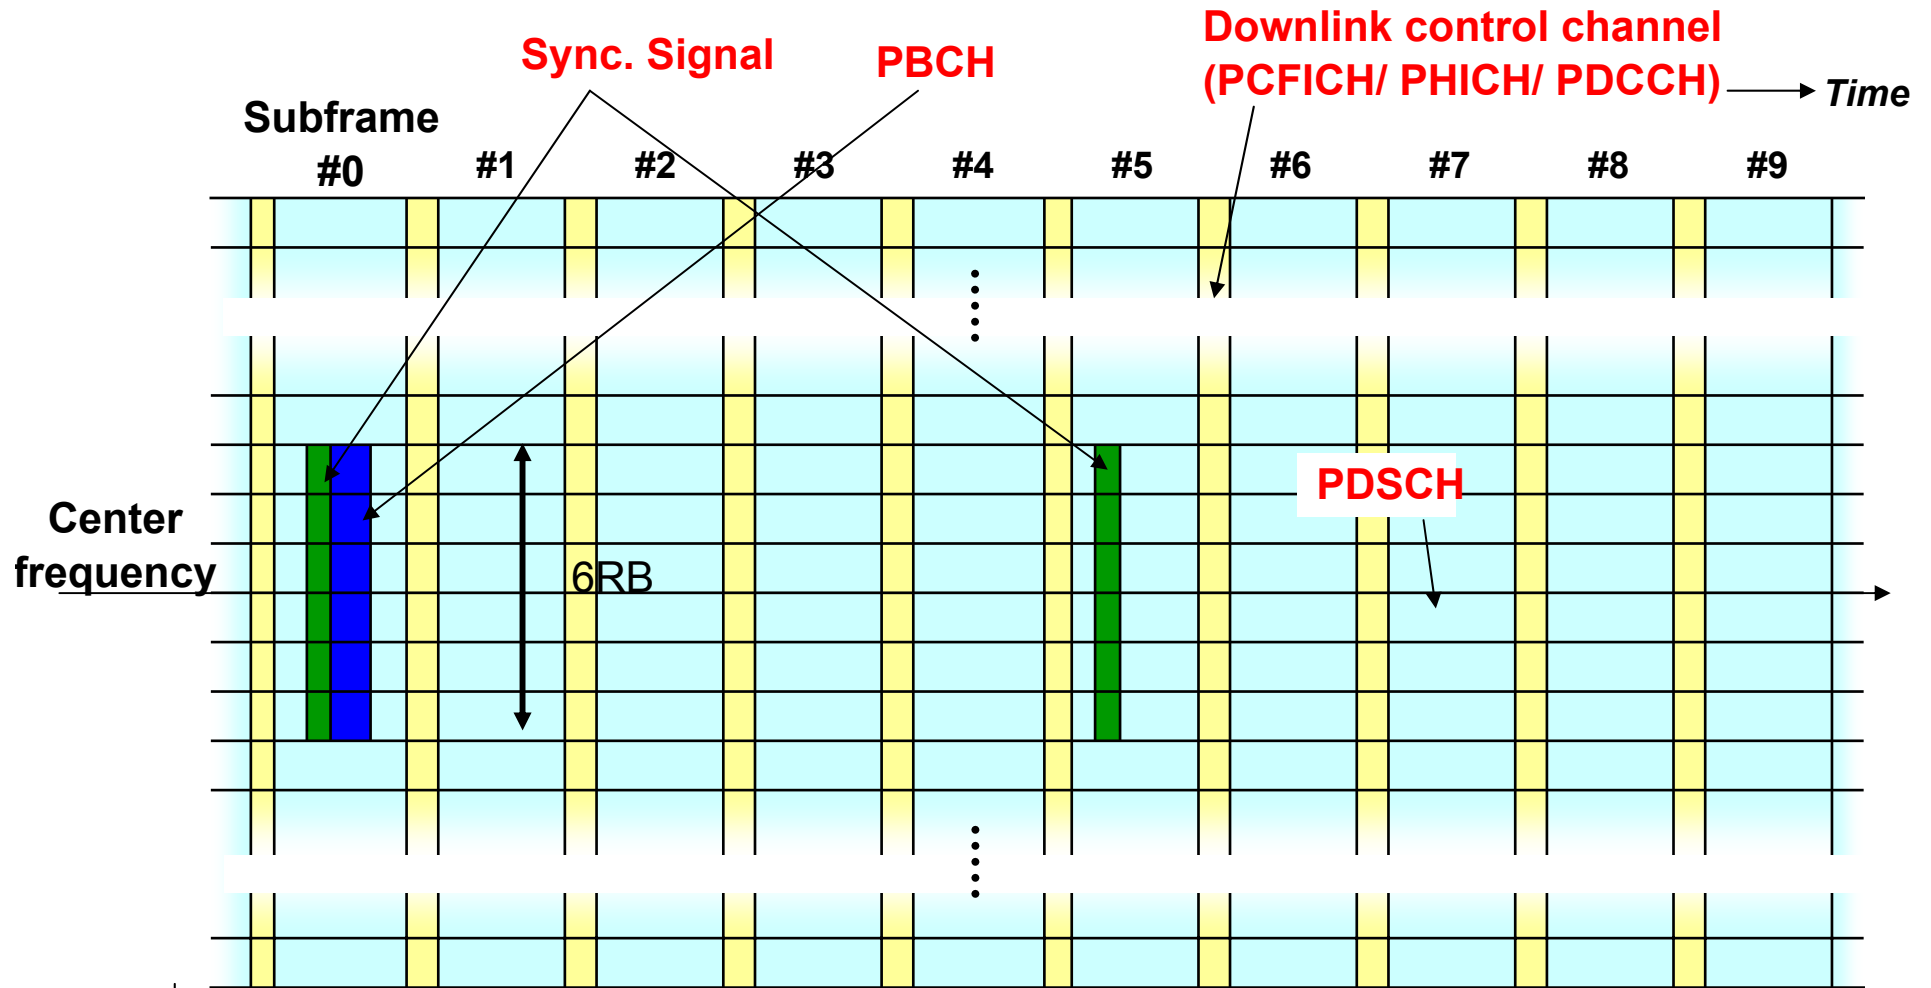 Downlink control channel
Sync. Signal
PBCH
(PCFICH/ PHICH/ PDCCH)
Time
Subframe
#0
#1
#2
#3
#4
#5
#6
#7
#8
#9
PDSCH
Center
frequency
6RB